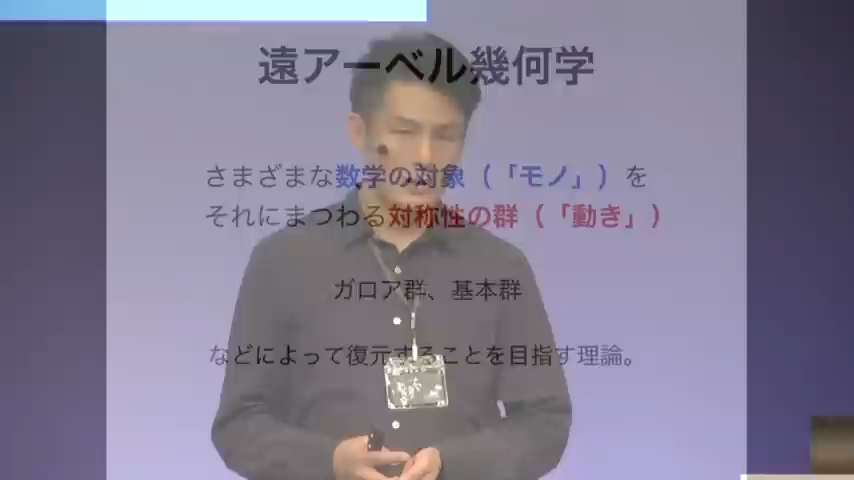 遠アーベル幾何学
さまざまな数学の対象（「モノ」）を
それにまつわる対称性の群（「動き」）
ガロア群、基本群
などによって復元することを目指す理論。